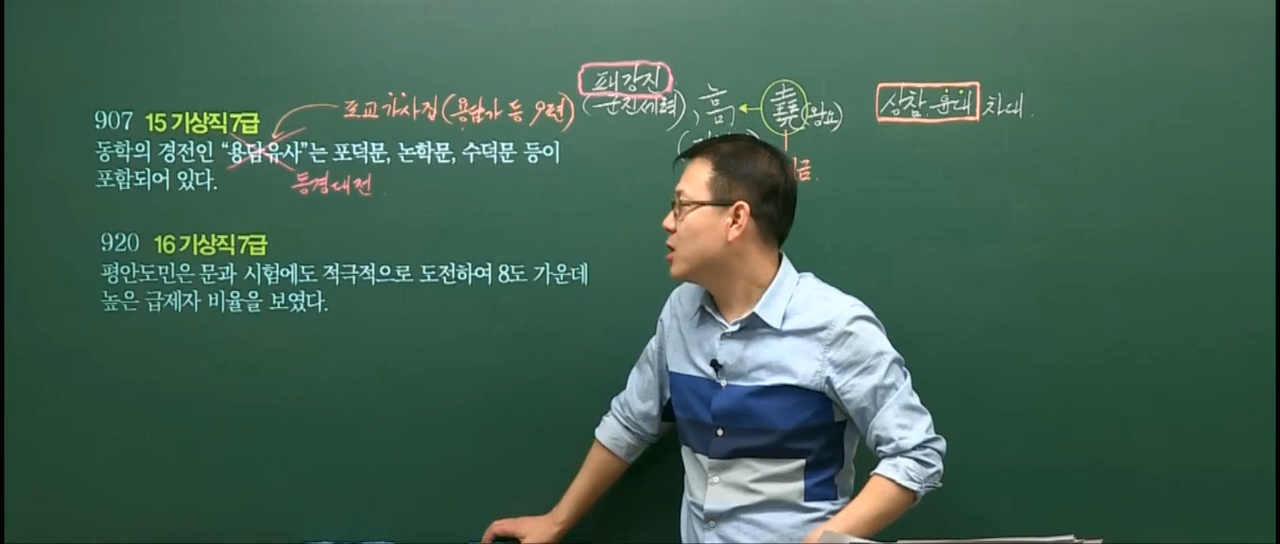 패강진
포교가사집(용담가 등 9편) (군진세력), 高, 堯(왕요)
상참, 윤대 차대.
907 15 기상직 7급
동학의 경전인 “용담유사”는 포덕문, 논학문, 수덕문 등이
포함되어 있다.
동경대전
920 16 기상직 7급
평안도민은 문과 시험에도 적극적으로 도전하여 8도 가운데
높은 급제자 비율을 보였다.